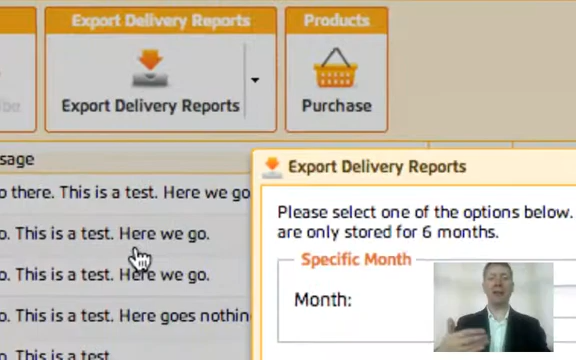 Export Delivery Reports
Products
Export Delivery Reports
Purchase
sage
o there. This is a test. Here we go
o. This is a test. Here we go.
o. This is a test. Here we go.
o. This is a test. Here goes nothin
o. This is a test.
Export Delivery Reports
Please select one of the options below.
are only stored for 6 months.
Specific Month
Month: